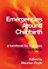 Emergencies
Around
Childbirth
a handbook for midwives
Edited by
Maureen Boyle